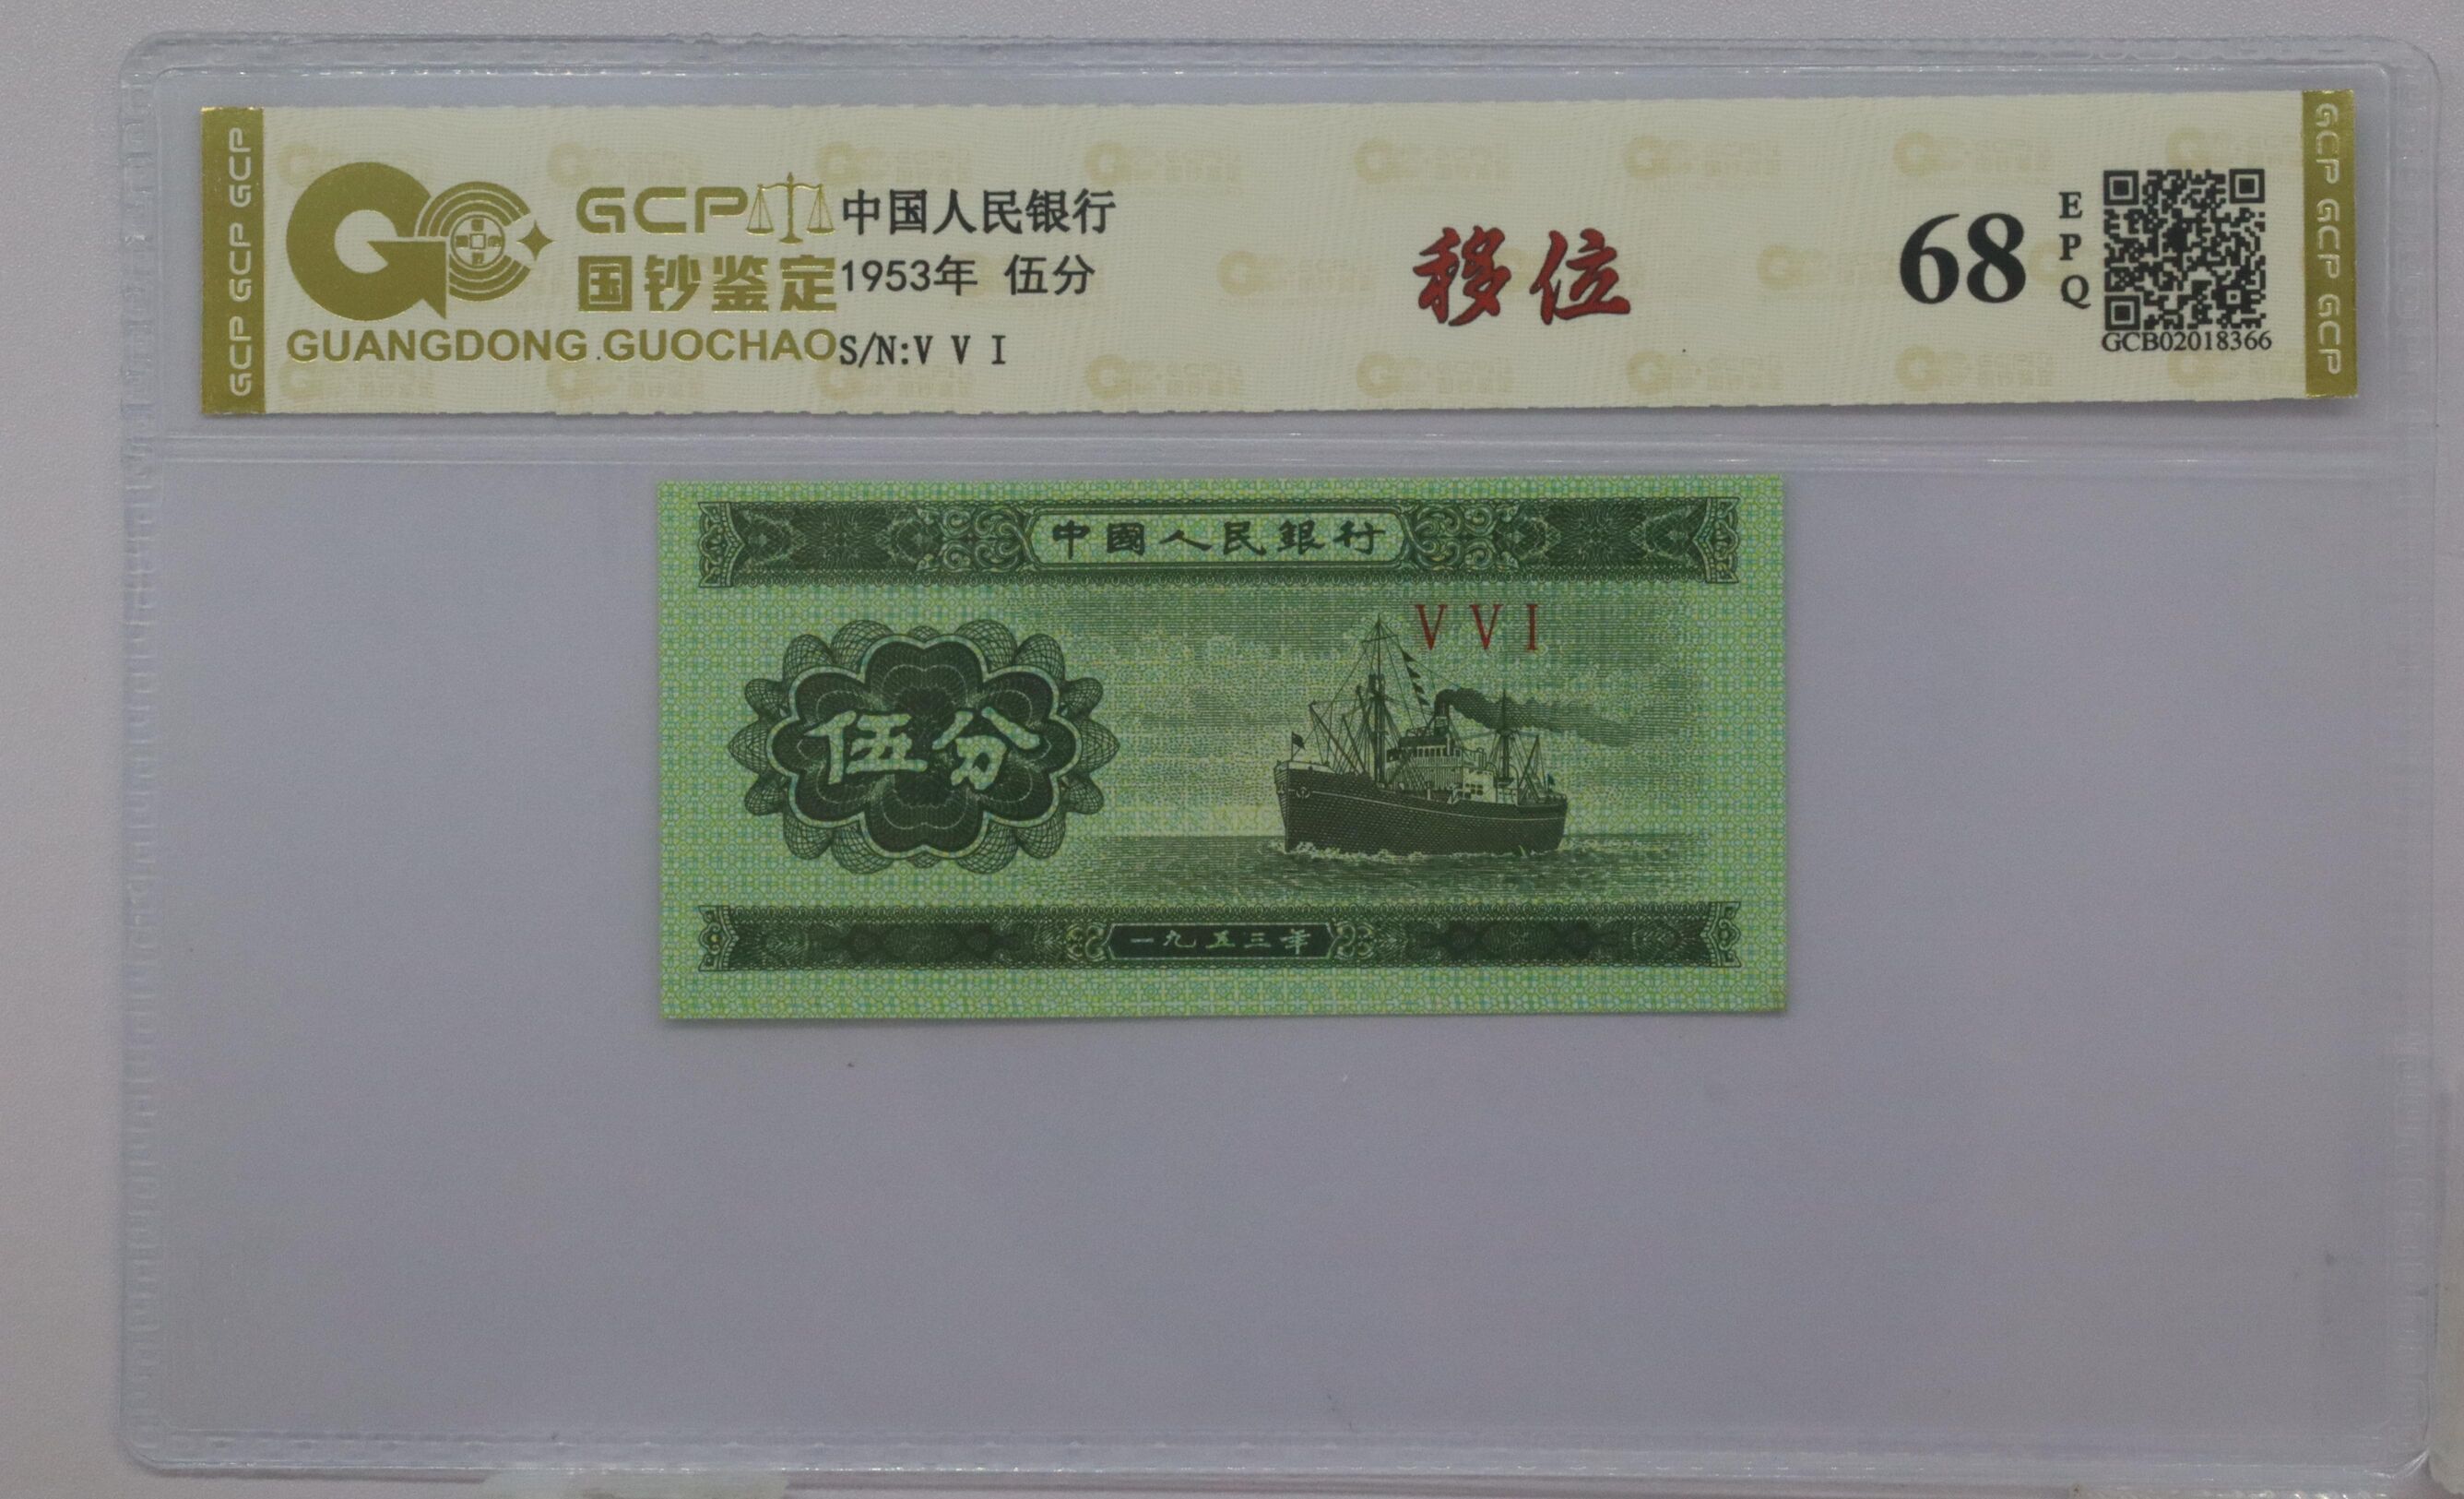 GCP GCP GCP
GCP
国钞鉴定
GUANGDONG.GUOCHAO
中国人民银行
1953年 伍分
S/N:V V I
移位
68
E
P
Q
GCB02018366
GCP GCP GCP
中國人民銀行
V V I
伍分
一九五三年